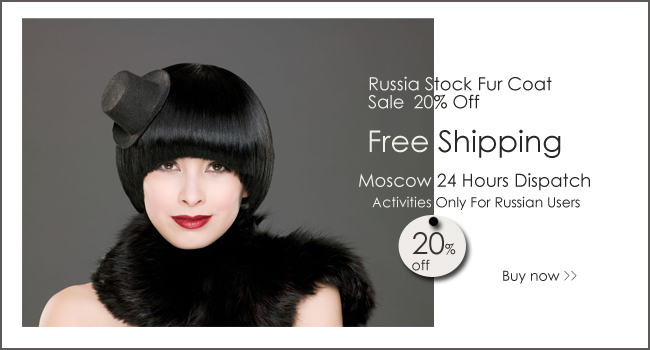 Russia Stock Fur Coat
Sale 20% Off
Free Shipping
Moscow 24 Hours Dispatch
Activities Only For Russian Users
20%
off
Buy now >>